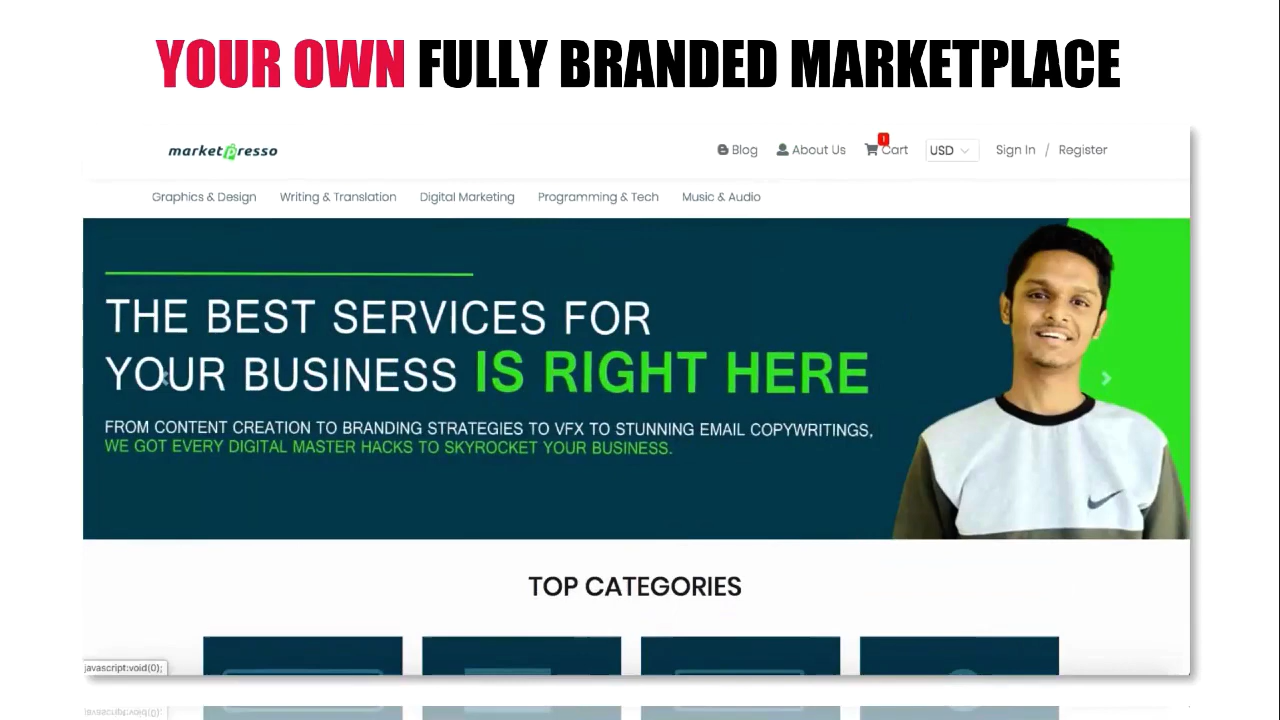 YOUR OWN FULLY BRANDED MARKETPLACE
marketpresso
Blog
About Us
Cart
USD
Sign In / Register
Graphics & Design
Writing & Translation
Digital Marketing
Programming & Tech
Music & Audio
THE BEST SERVICES FOR
YOUR BUSINESS IS RIGHT HERE
FROM CONTENT CREATION TO BRANDING STRATEGIES TO VFX TO STUNNING EMAIL COPYWRITINGS,
WE GOT EVERY DIGITAL MASTER HACKS TO SKYROCKET YOUR BUSINESS.
TOP CATEGORIES
javascript:void(0);